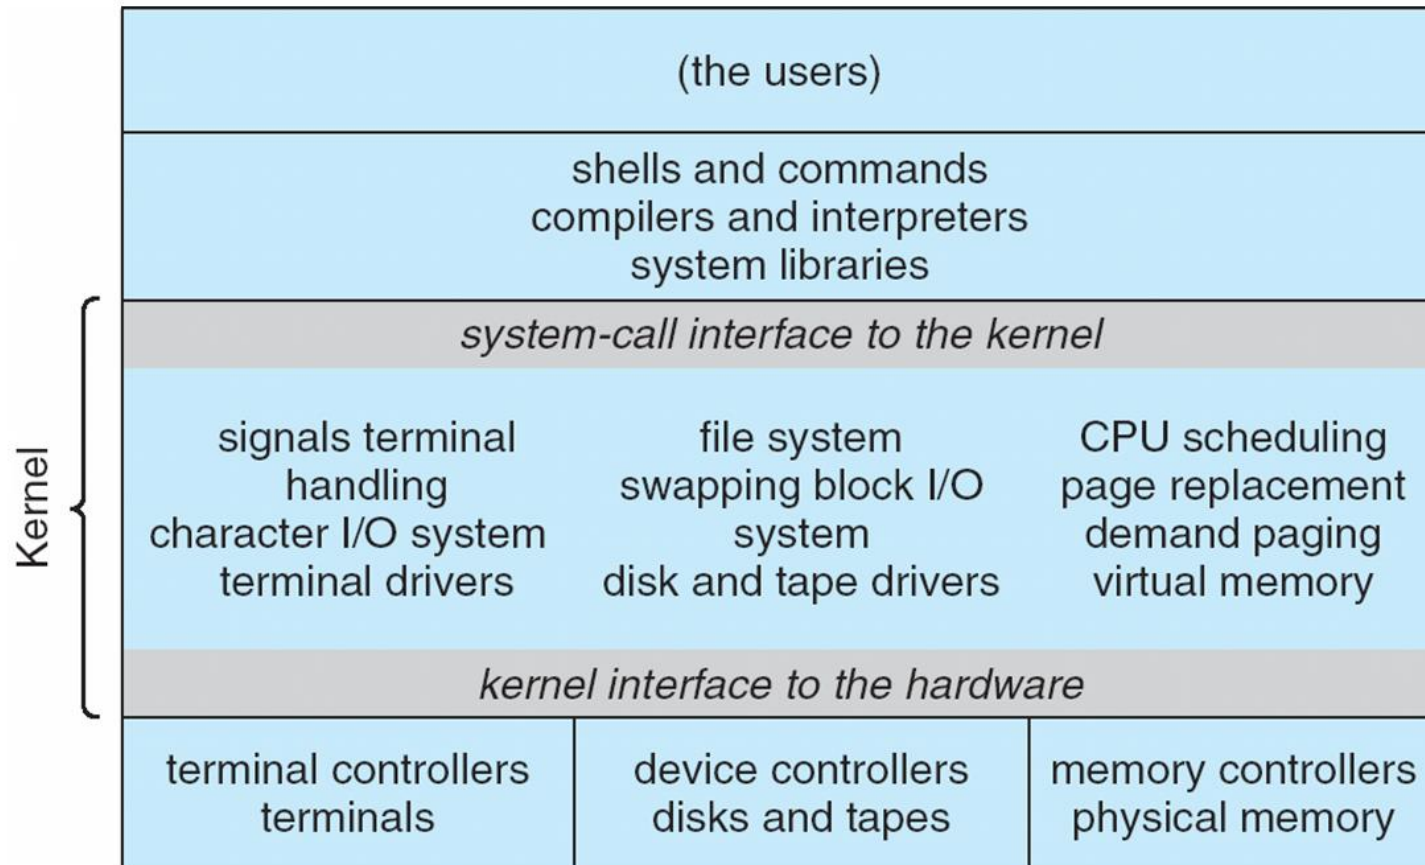 (the users)
shells and commands
compilers and interpreters
system libraries
Kernel
system-call interface to the kernel
signals terminal
handling
character I/O system
terminal drivers
file system
swapping block I/O
system
disk and tape drivers
CPU scheduling
page replacement
demand paging
virtual memory
kernel interface to the hardware
terminal controllers
terminals
device controllers
disks and tapes
memory controllers
physical memory